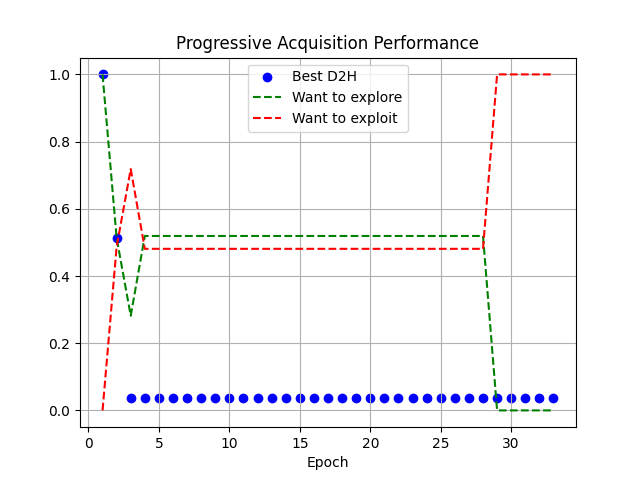 Progressive Acquisition Performance
Best D2H
Want to explore
Want to exploit
1.0
0.8
0.6
0.4
0.2
0.0
0 5 10 15 20 25 30
Epoch